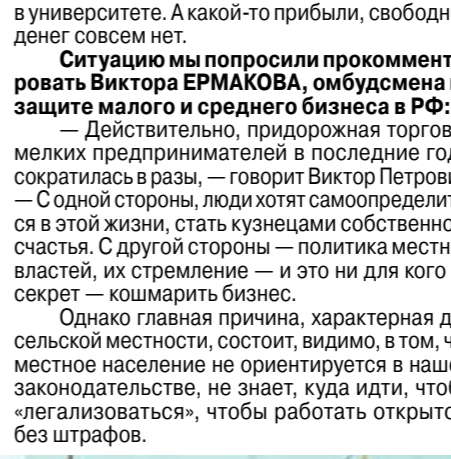 в университете. А какой-то прибыли, свободн
денег совсем нет.
Ситуацию мы попросили прокоммент
ровать Виктора ЕРМАКОВА, омбудсмена
защите малого и среднего бизнеса в РФ:
— Действительно, придорожная торгов
мелких предпринимателей в последние год
сократилась в разы, — говорит Виктор Петрови
— С одной стороны, люди хотят самоопределит
ся в этой жизни, стать кузнецами собственно
счастья. С другой стороны — политика местн
властей, их стремление — и это ни для кого
секрет — кошмарить бизнес.
Однако главная причина, характерная д
сельской местности, состоит, видимо, в том, ч
местное население не ориентируется в наше
законодательстве, не знает, куда идти, чтоб
«легализоваться», чтобы работать открыто
без штрафов.